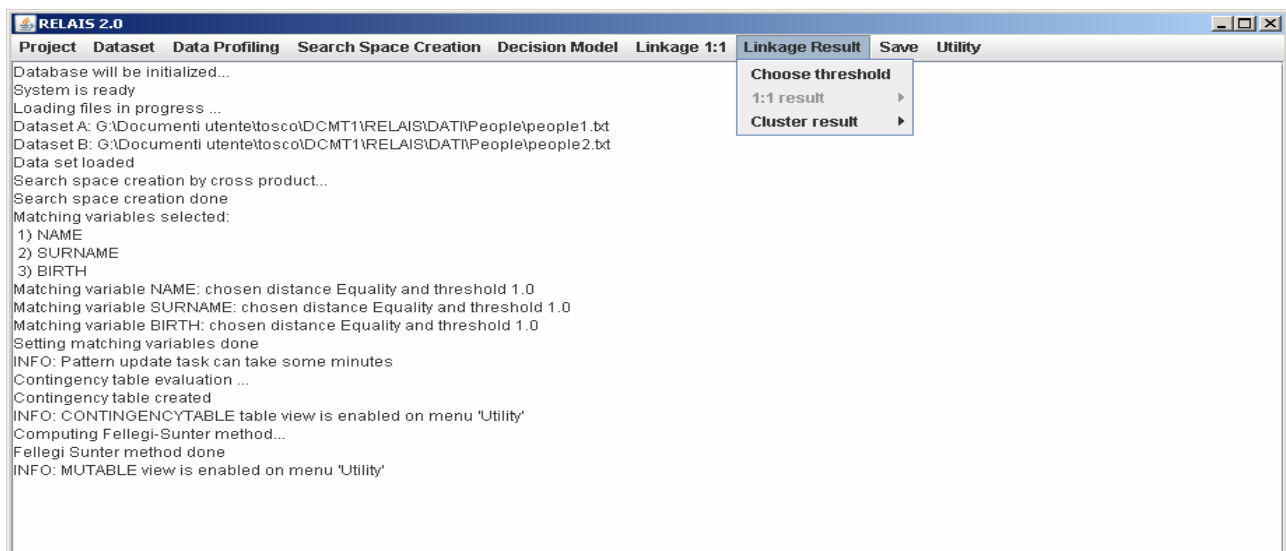 RELAIS 2.0
Project Dataset Data Profiling Search Space Creation Decision Model Linkage 1:1 Linkage Result Save Utility
Choose threshold
1:1 result
Cluster result
Database will be initialized...
System is ready
Loading files in progress ...
Dataset A: G:\Documenti utente\tosco\DCMT1\RELAIS\DATI\People\people1.txt
Dataset B: G:\Documenti utente\tosco\DCMT1\RELAIS\DATI\People\people2.txt
Data set loaded
Search space creation by cross product...
Search space creation done
Matching variables selected:
1) NAME
2) SURNAME
3) BIRTH
Matching variable NAME: chosen distance Equality and threshold 1.0
Matching variable SURNAME: chosen distance Equality and threshold 1.0
Matching variable BIRTH: chosen distance Equality and threshold 1.0
Setting matching variables done
INFO: Pattern update task can take some minutes
Contingency table evaluation ...
Contingency table created
INFO: CONTINGENCYTABLE table view is enabled on menu 'Utility'
Computing Fellegi-Sunter method...
Fellegi Sunter method done
INFO: MUTABLE view is enabled on menu 'Utility'